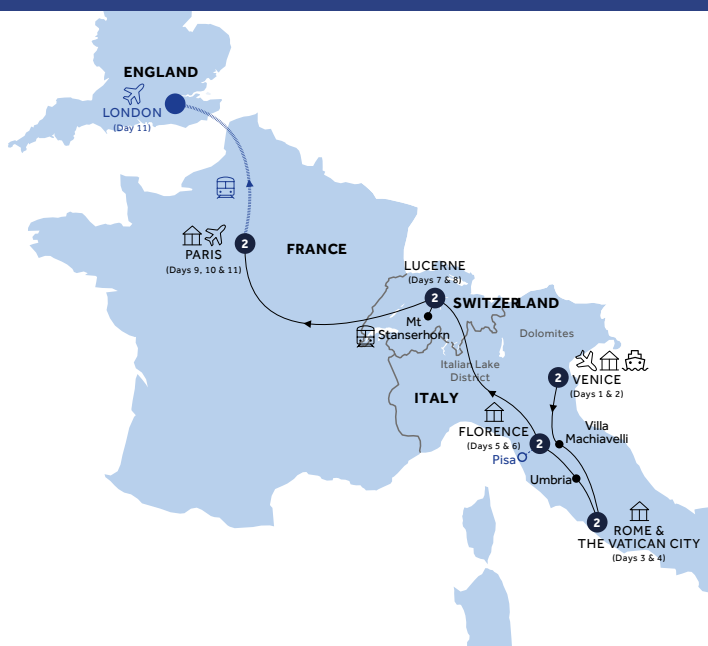 ENGLAND
LONDON
(Day 11)
2
PARIS
(Days 9, 10 & 11)
FRANCE
LUCERNE
(Days 7 & 8)
2
SWITZERLAND
Mt
Stanserhorn
Dolomites
Italian Lake
District
ITALY
2
VENICE
(Days 1 & 2)
Villa
Machiavelli
FLORENCE
(Days 5 & 6)
2
Pisa
Umbria
2
ROME &
THE VATICAN CITY
(Days 3 & 4)